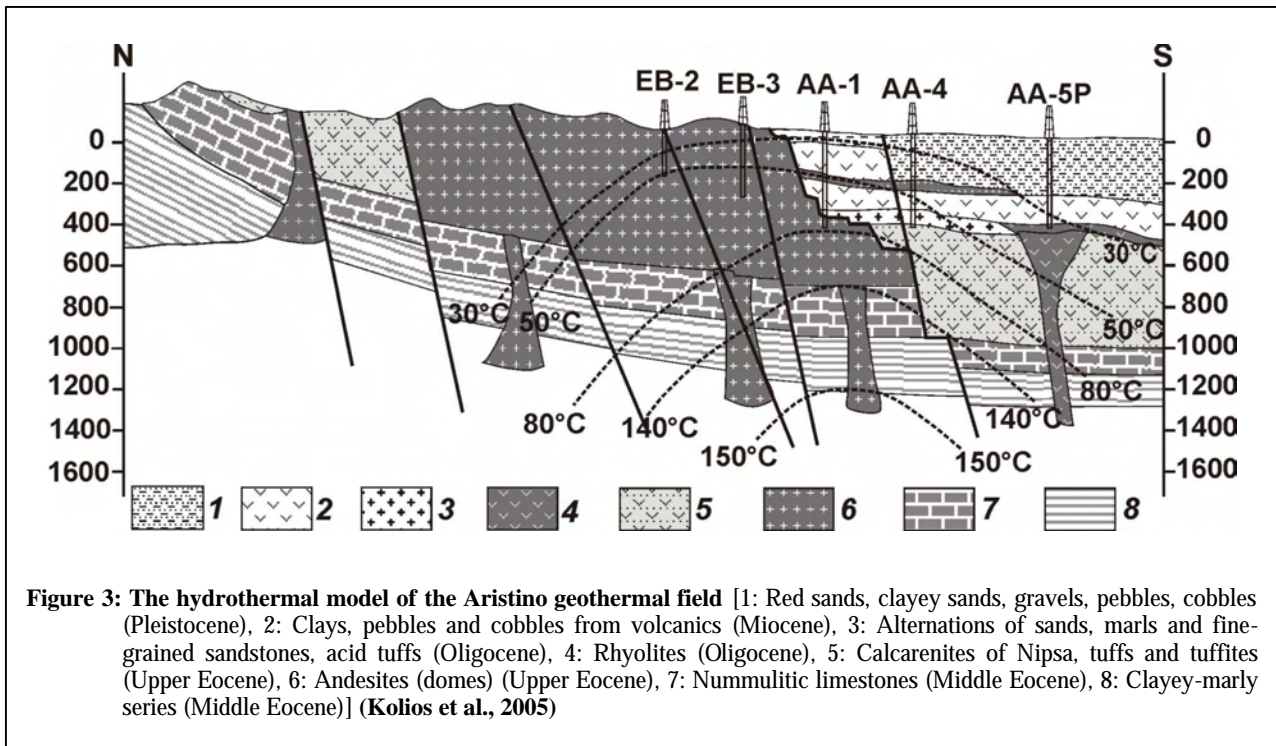 N S
EB-2 EB-3 AA-1 AA-4 AA-5P
0 0
200 200
400 400
30°C
600 600
800 30°C 50°C 50°C 800
1000 1000
80°C
1200 1200
80°C 140°C 140°C
1400 1400
150°C 150°C
1600 1600
1 2 3 4 5 6 7 8
Figure 3: The hydrothermal model of the Aristino geothermal field [1: Red sands, clayey sands, gravels, pebbles, cobbles
(Pleistocene), 2: Clays, pebbles and cobbles from volcanics (Miocene), 3: Alternations of sands, marls and fine-
grained sandstones, acid tuffs (Oligocene), 4: Rhyolites (Oligocene), 5: Calcarenites of Nipsa, tuffs and tuffites
(Upper Eocene), 6: Andesites (domes) (Upper Eocene), 7: Nummulitic limestones (Middle Eocene), 8: Clayey-marly
series (Middle Eocene)] (Kolios et al., 2005)